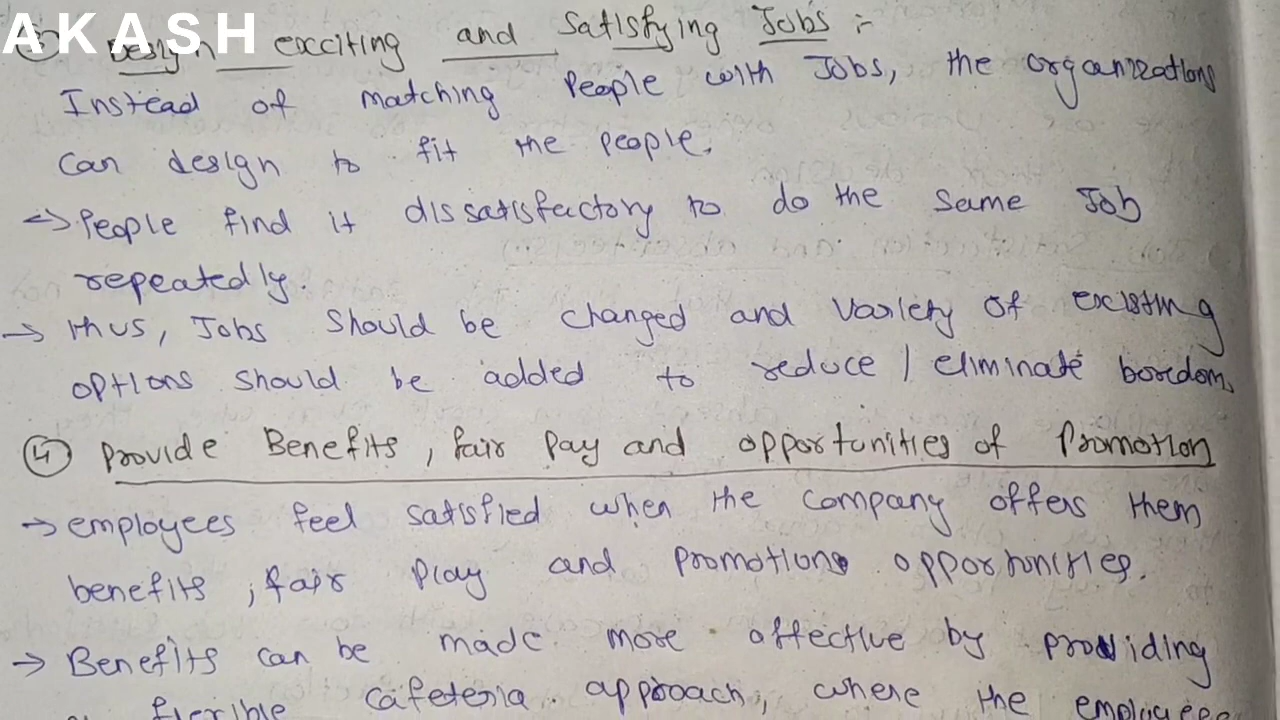 AKASH
Design exciting and Satisfying Jobs :-
Instead of matching People with Jobs, the organizations
can design to fit the people.
People find it dissatisfactory to do the same Job
repeatedly.
→ thus, Jobs should be changed and variety of existing
options should be added to reduce / eliminate boredom.
④ Provide Benefits, fair Pay and opportunities of Promotion
→ employees feel satisfied when the company offers them
benefits, fair play and promotions opportunities.
→ Benefits can be made more affective by providing
flexible cafeteria approach, where the employees